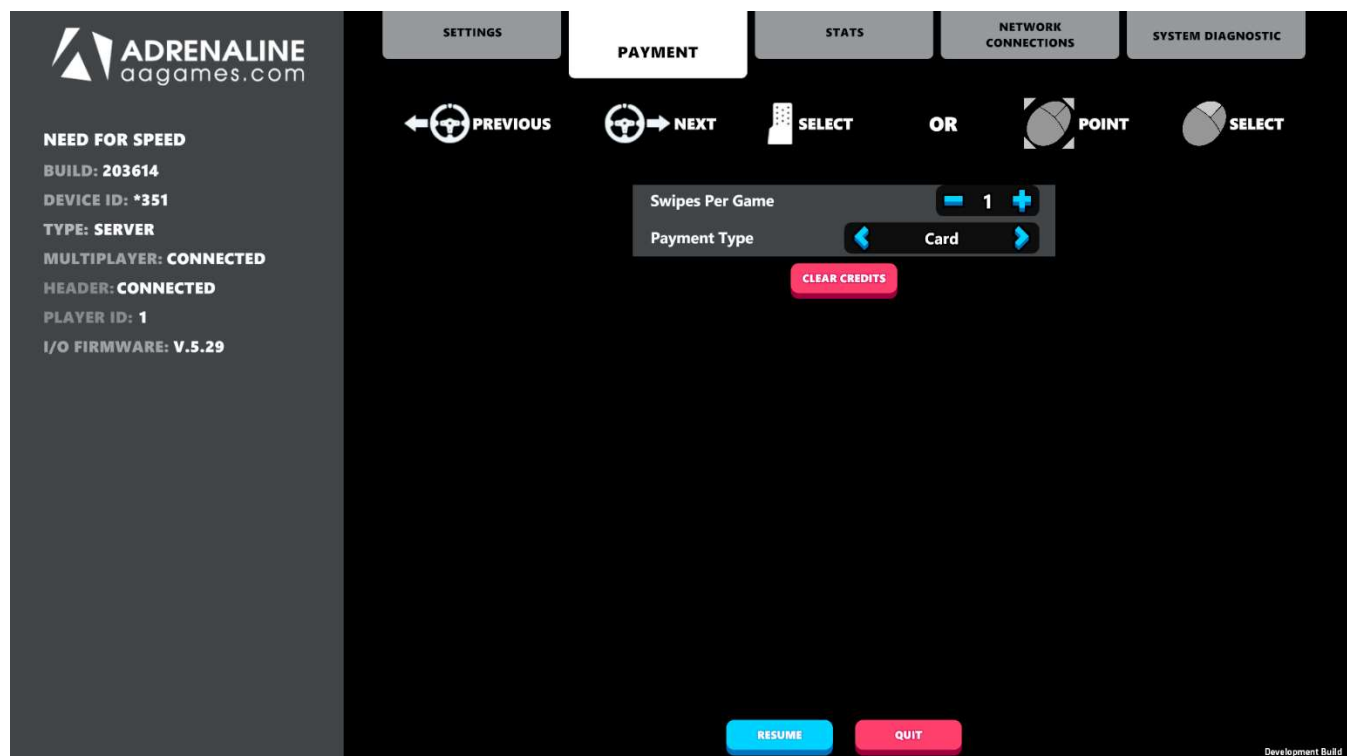 ADRENALINE
aagames.com
NEED FOR SPEED
BUILD: 203614
DEVICE ID: *351
TYPE: SERVER
MULTIPLAYER: CONNECTED
HEADER: CONNECTED
PLAYER ID: 1
I/O FIRMWARE: V.5.29
SETTINGS
PAYMENT
STATS
NETWORK
CONNECTIONS
SYSTEM DIAGNOSTIC
PREVIOUS
NEXT
SELECT
OR
POINT
SELECT
Swipes Per Game 1
Payment Type Card
CLEAR CREDITS
RESUME
QUIT
Development Build